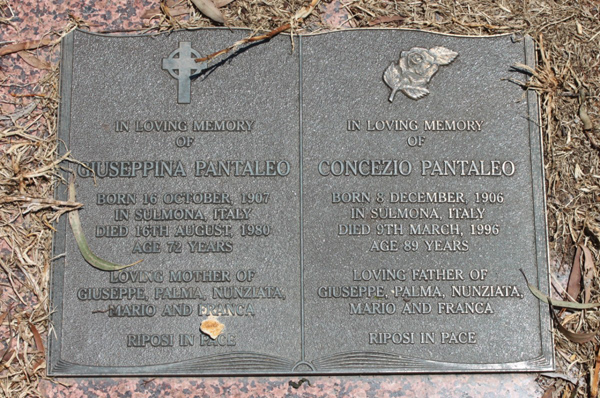 IN LOVING MEMORY
OF
GIUSEPPINA PANTALEO
BORN 16 OCTOBER, 1907
IN SULMONA, ITALY
DIED 16TH AUGUST, 1980
AGE 72 YEARS
LOVING MOTHER OF
GIUSEPPE, PALMA, NUNZIATA,
MARIO AND FRANCA
RIPOSI IN PACE
IN LOVING MEMORY
OF
CONCEZIO PANTALEO
BORN 8 DECEMBER, 1906
IN SULMONA, ITALY
DIED 9TH MARCH, 1996
AGE 89 YEARS
LOVING FATHER OF
GIUSEPPE, PALMA, NUNZIATA,
MARIO AND FRANCA
RIPOSI IN PACE